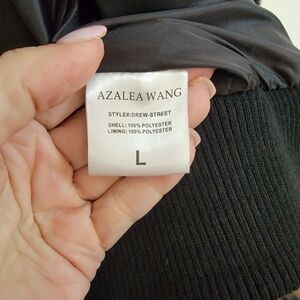 AZALEA WANG
STYLE#:DREW-STREET
SHELL: 100% POLYESTER
LINING: 100% POLYESTER
L